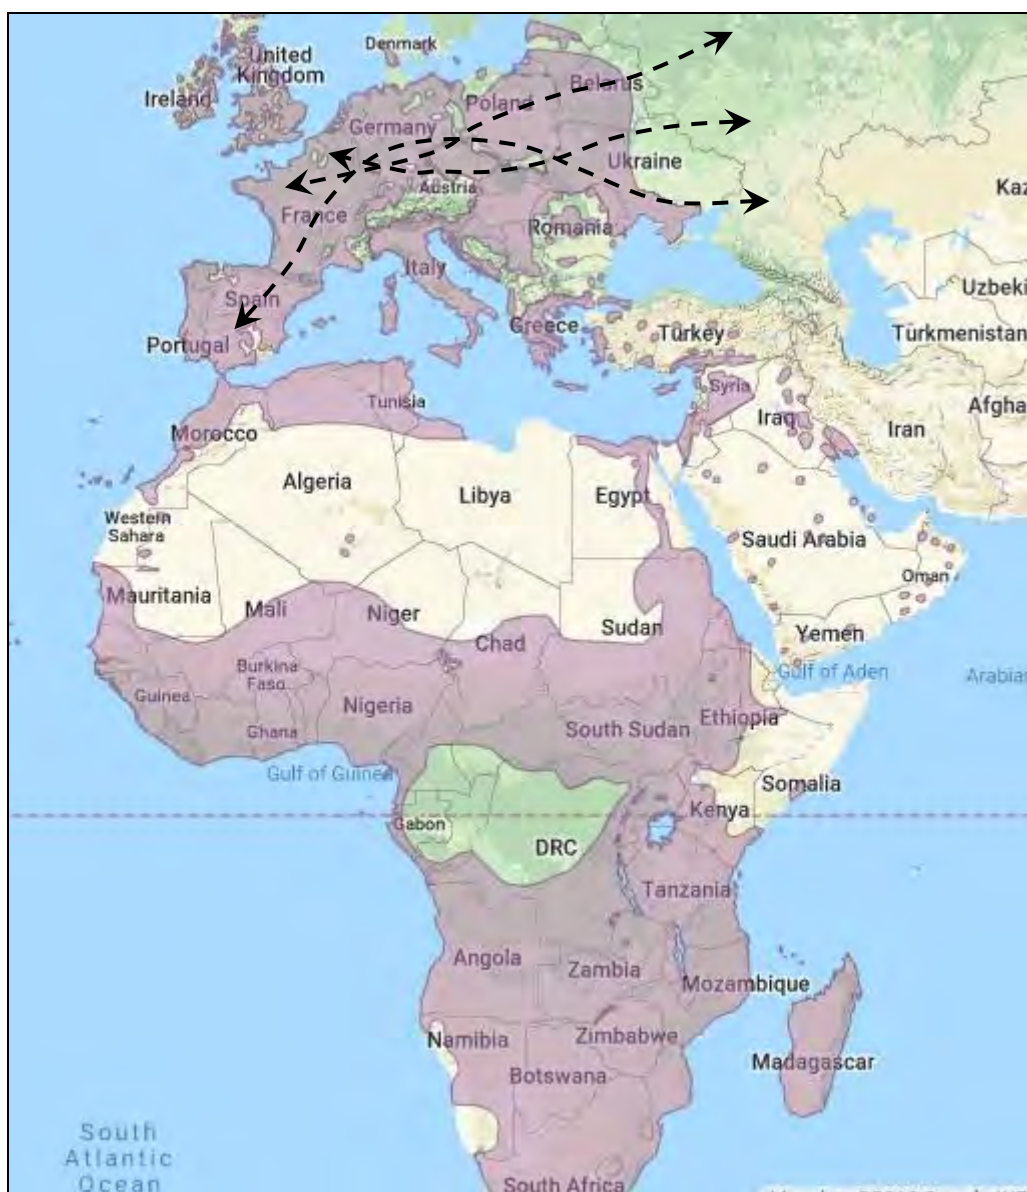 Denmark
United
Kingdom
Ireland
Belarus
Poland
Germany
Ukraine
Austria
Kaz
France
Romania
Italy
Uzbeki
Spain
Greece
Türkiye
Türkmenistan
Portugal
Syria
Tunisia
Afgha
Iraq
Iran
Morocco
Algeria
Libya
Egypt
Western
Sahara
Saudi Arabia
Oman
Mauritania
Mali
Niger
Sudan
Chad
Yemen
Burkina
Faso
Gulf of Aden
Arabian
Guinea
Nigeria
Ethiopia
Ghana
South Sudan
Gulf of Guinea
Somalia
Kenya
Gabon
DRC
Tanzania
Angola
Zambia
Mozambique
Namibia
Zimbabwe
Madagascar
Botswana
South
Atlantic
Ocean
South Africa